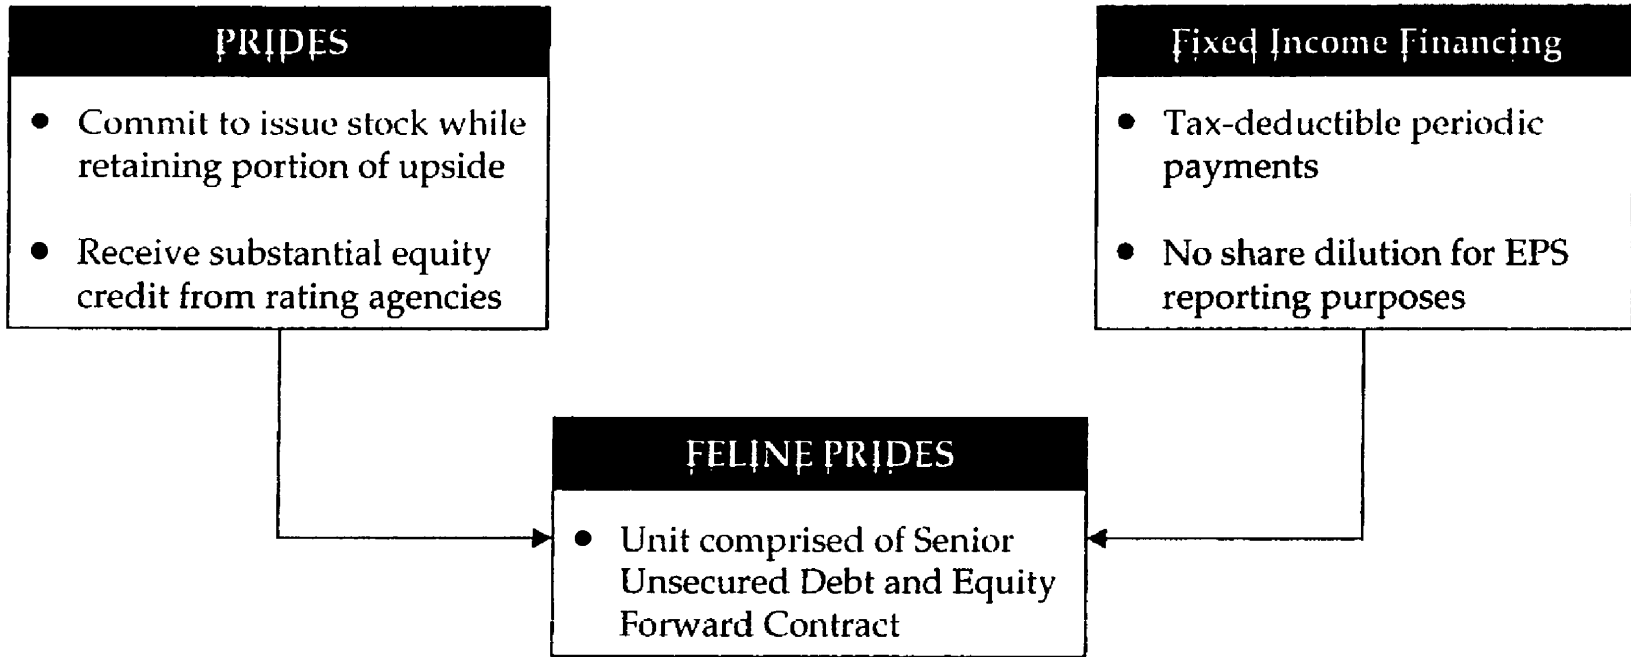 PRIDES
• Commit to issue stock while
retaining portion of upside
• Receive substantial equity
credit from rating agencies
Fixed Income Financing
• Tax-deductible periodic
payments
• No share dilution for EPS
reporting purposes
FELINE PRIDES
• Unit comprised of Senior
Unsecured Debt and Equity
Forward Contract